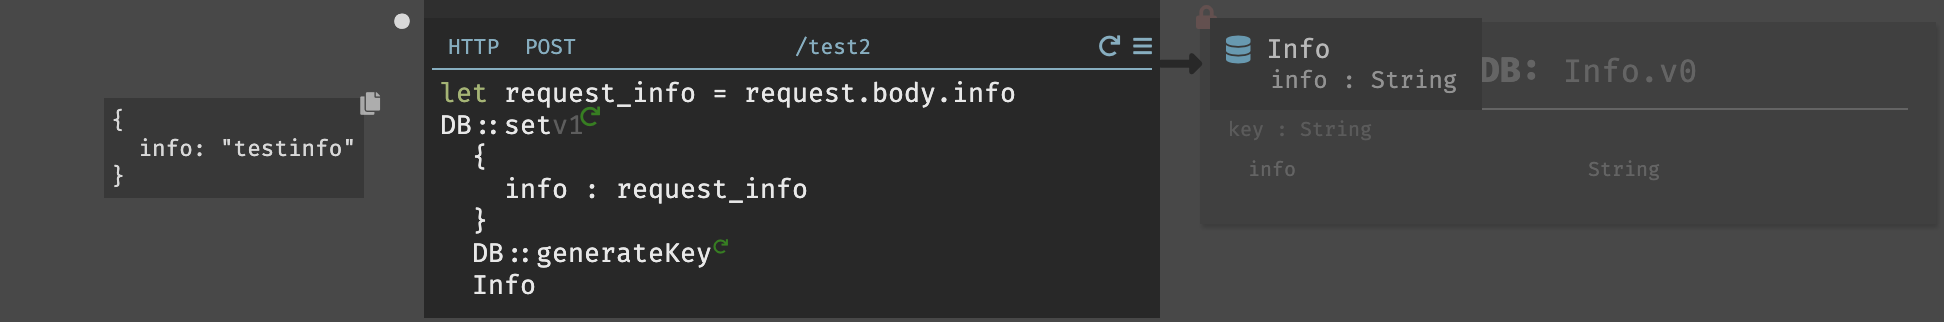 {
info: "testinfo"
}
HTTP POST /test2
let request_info = request.body.info
DB::setv1
{
info : request_info
}
DB::generateKey
Info
Info
info : String
DB: Info.v0
key : String
info String